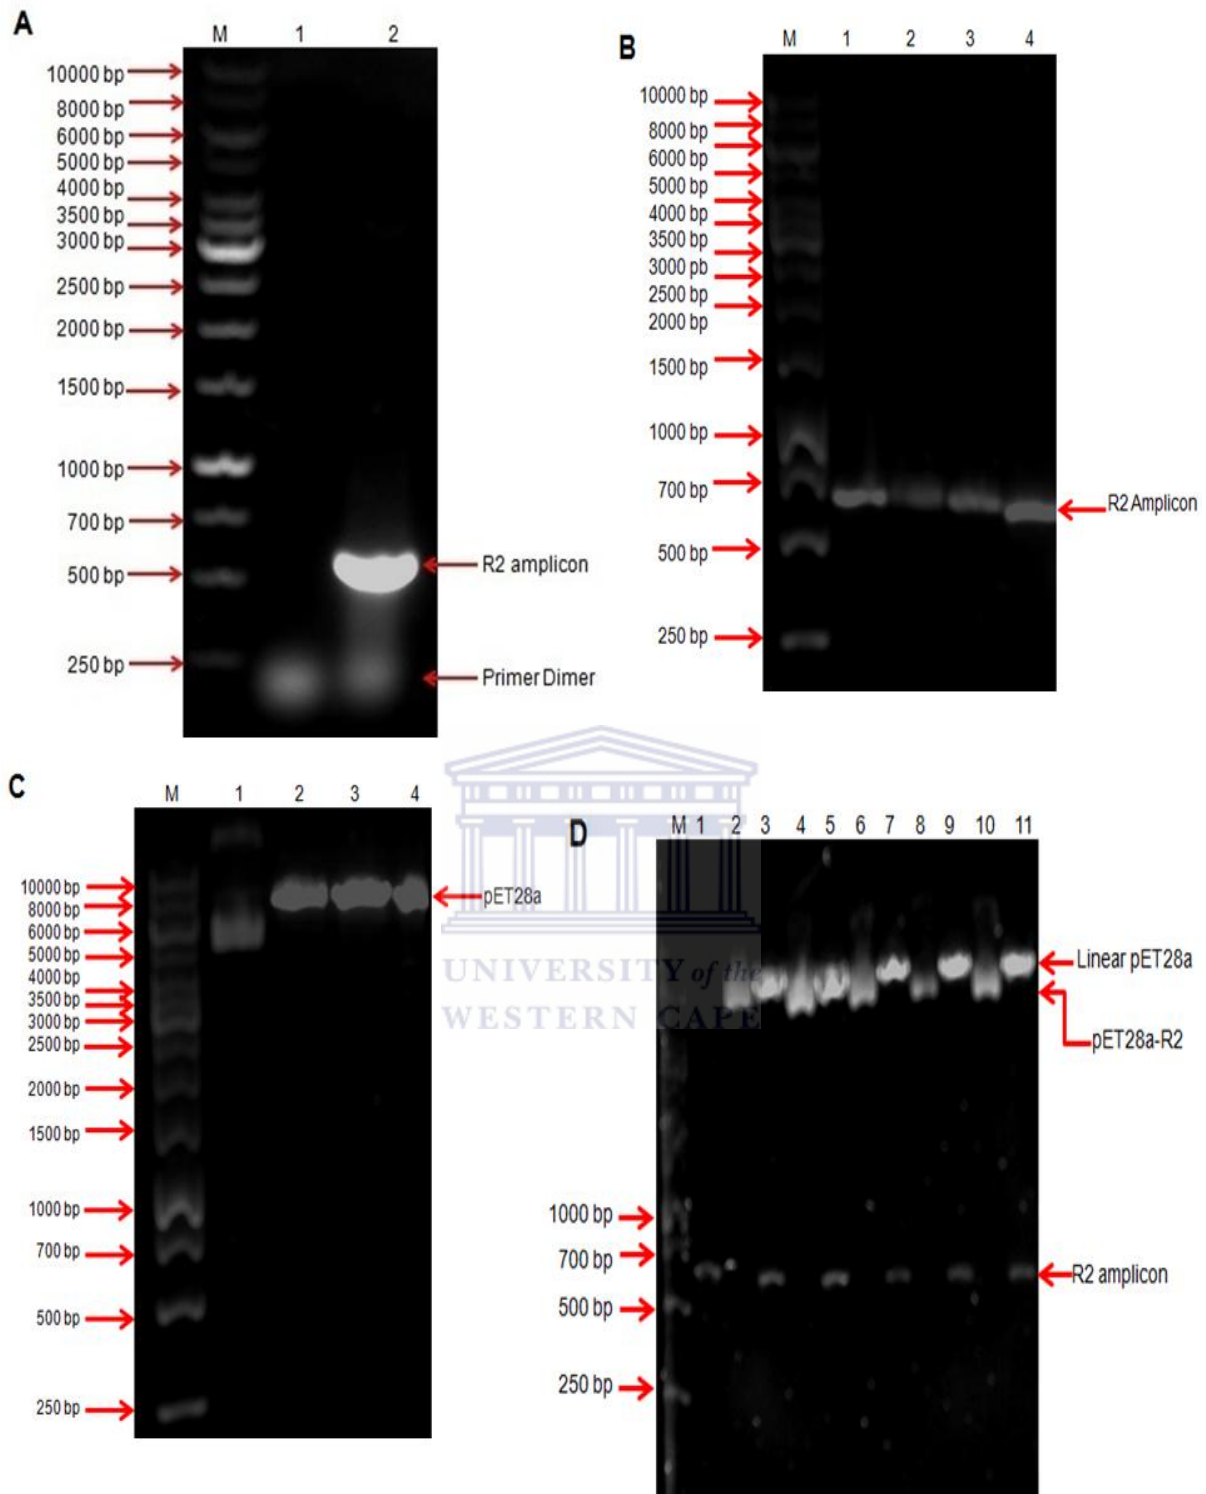 A
M 1 2
10000 bp
8000 bp
6000 bp
5000 bp
4000 bp
3500 bp
3000 bp
2500 bp
2000 bp
1500 bp
1000 bp
700 bp
500 bp
250 bp
R2 amplicon
Primer Dimer
B
M 1 2 3 4
10000 bp
8000 bp
6000 bp
5000 bp
4000 bp
3500 bp
3000 pb
2500 bp
2000 bp
1500 bp
1000 bp
700 bp
500 bp
250 bp
R2 Amplicon
C
M 1 2 3 4
10000 bp
8000 bp
6000 bp
5000 bp
4000 bp
3500 bp
3000 bp
2500 bp
2000 bp
1500 bp
1000 bp
700 bp
500 bp
250 bp
pET28a
UNIVERSITY of the
WESTERN CAPE
D
M 1 2 3 4 5 6 7 8 9 10 11
1000 bp
700 bp
500 bp
250 bp
Linear pET28a
pET28a-R2
R2 amplicon